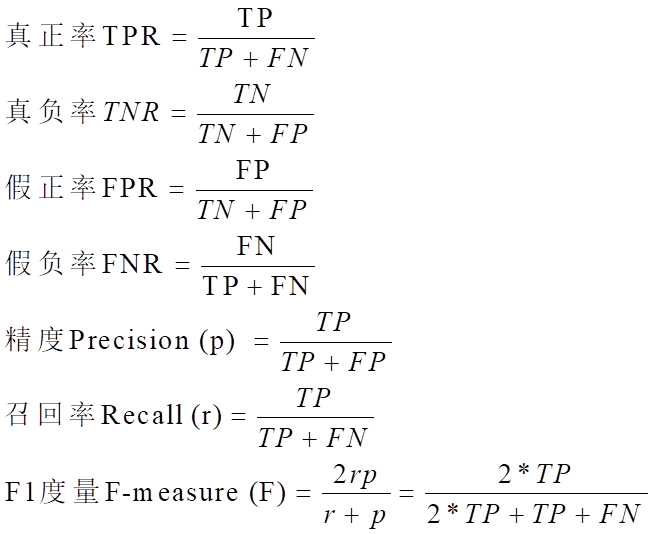 真正率TPR = TP / (TP + FN)
真负率TNR = TN / (TN + FP)
假正率FPR = FP / (TN + FP)
假负率FNR = FN / (TP + FN)
精度Precision (p) = TP / (TP + FP)
召回率Recall (r) = TP / (TP + FN)
F1度量F-measure (F) = 2rp / (r + p) = 2*TP / (2*TP + TP + FN)